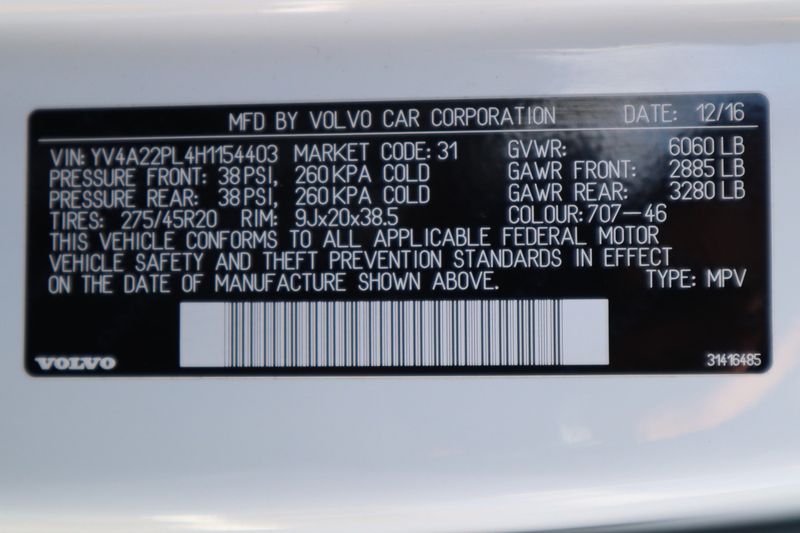 MFD BY VOLVO CAR CORPORATION DATE: 12/16
VIN: YV4A22PL4H1154403 MARKET CODE: 31 GVWR: 6060 LB
PRESSURE FRONT: 38 PSI, 260 KPA COLD GAWR FRONT: 2885 LB
PRESSURE REAR: 38 PSI, 260 KPA COLD GAWR REAR: 3280 LB
TIRES: 275/45R20 RIM: 9Jx20x38.5 COLOUR: 707-46
THIS VEHICLE CONFORMS TO ALL APPLICABLE FEDERAL MOTOR
VEHICLE SAFETY AND THEFT PREVENTION STANDARDS IN EFFECT
ON THE DATE OF MANUFACTURE SHOWN ABOVE. TYPE: MPV
VOLVO 31416485